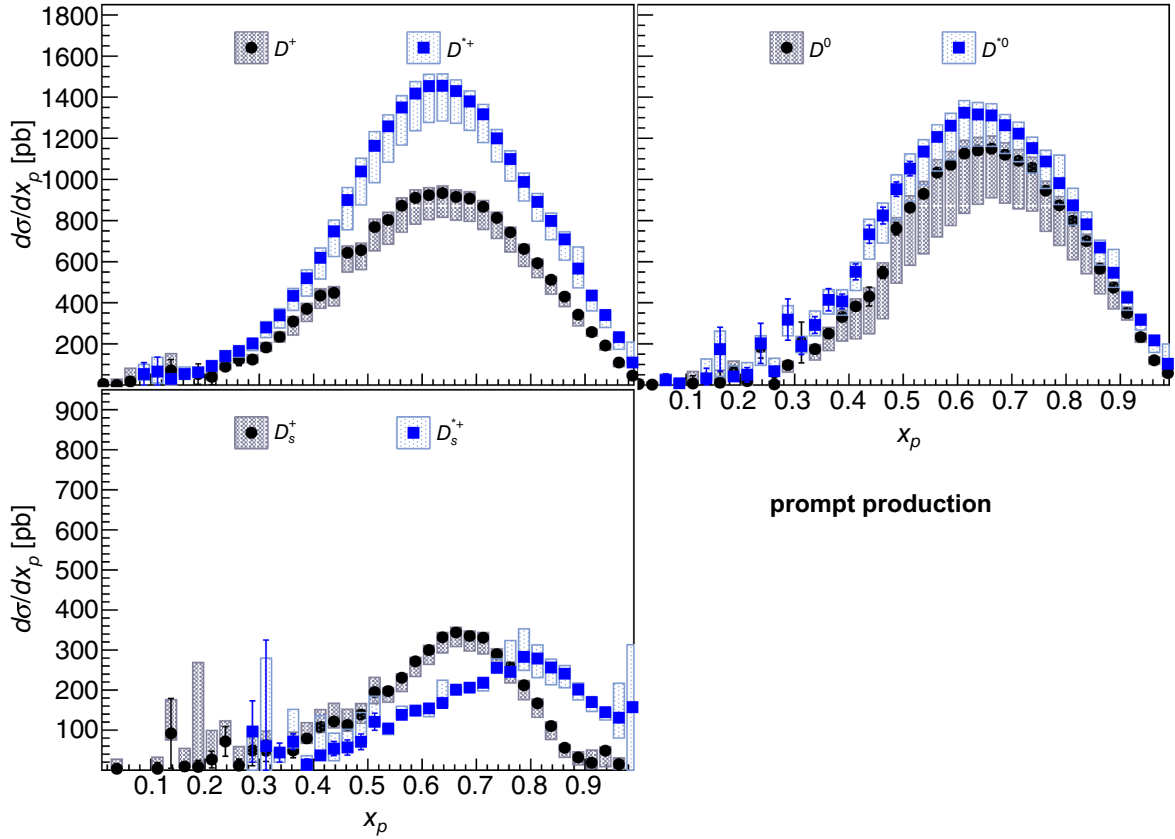 1800
1600
1400
1200
1000
800
600
400
200
dσ/dx_p [pb]
D⁺
D*⁺
D⁰
D*⁰
0.1 0.2 0.3 0.4 0.5 0.6 0.7 0.8 0.9
x_p
900
800
700
600
500
400
300
200
100
dσ/dx_p [pb]
D_s⁺
D_s*⁺
0.1 0.2 0.3 0.4 0.5 0.6 0.7 0.8 0.9
x_p
prompt production